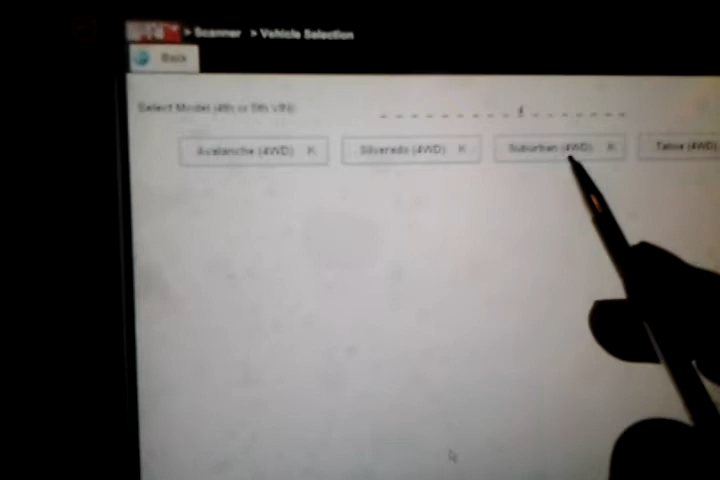 > Scanner > Vehicle Selection
Back
Select Model (4th or 5th VIN):
Avalanche (4WD) K Silverado (4WD) K Suburban (4WD) K Tahoe (4WD)